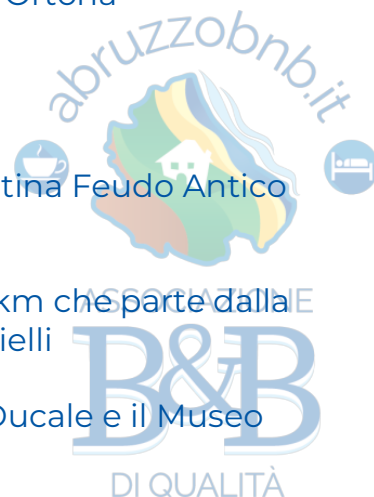 Ortona
abruzzobnb.it
tina Feudo Antico
km che parte dalla
ASSOCIAZIONE
ielli
B&B
Ducale e il Museo
DI QUALITÀ